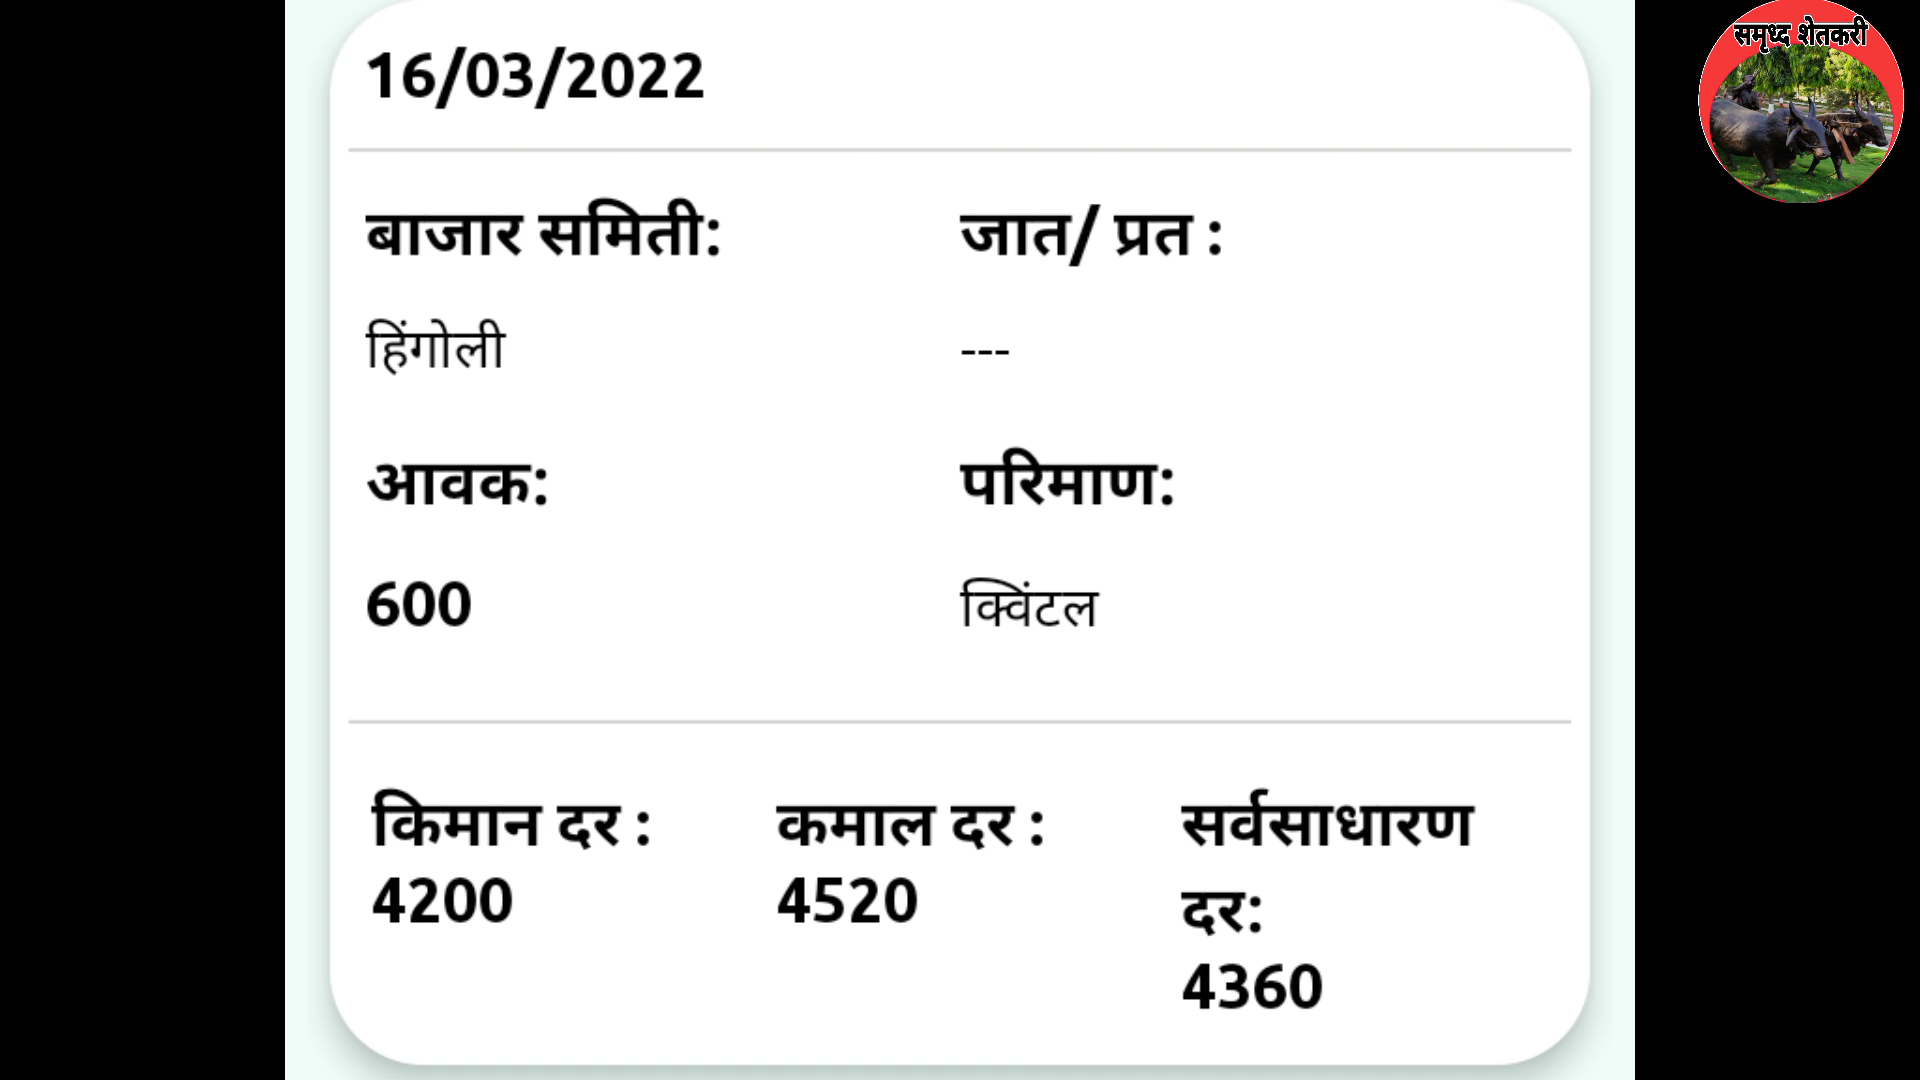 समृध्द शेतकरी
16/03/2022
बाजार समिती: जात/ प्रत :
हिंगोली ---
आवक: परिमाण:
600 क्विंटल
किमान दर : कमाल दर : सर्वसाधारण
4200 4520 दर:
4360